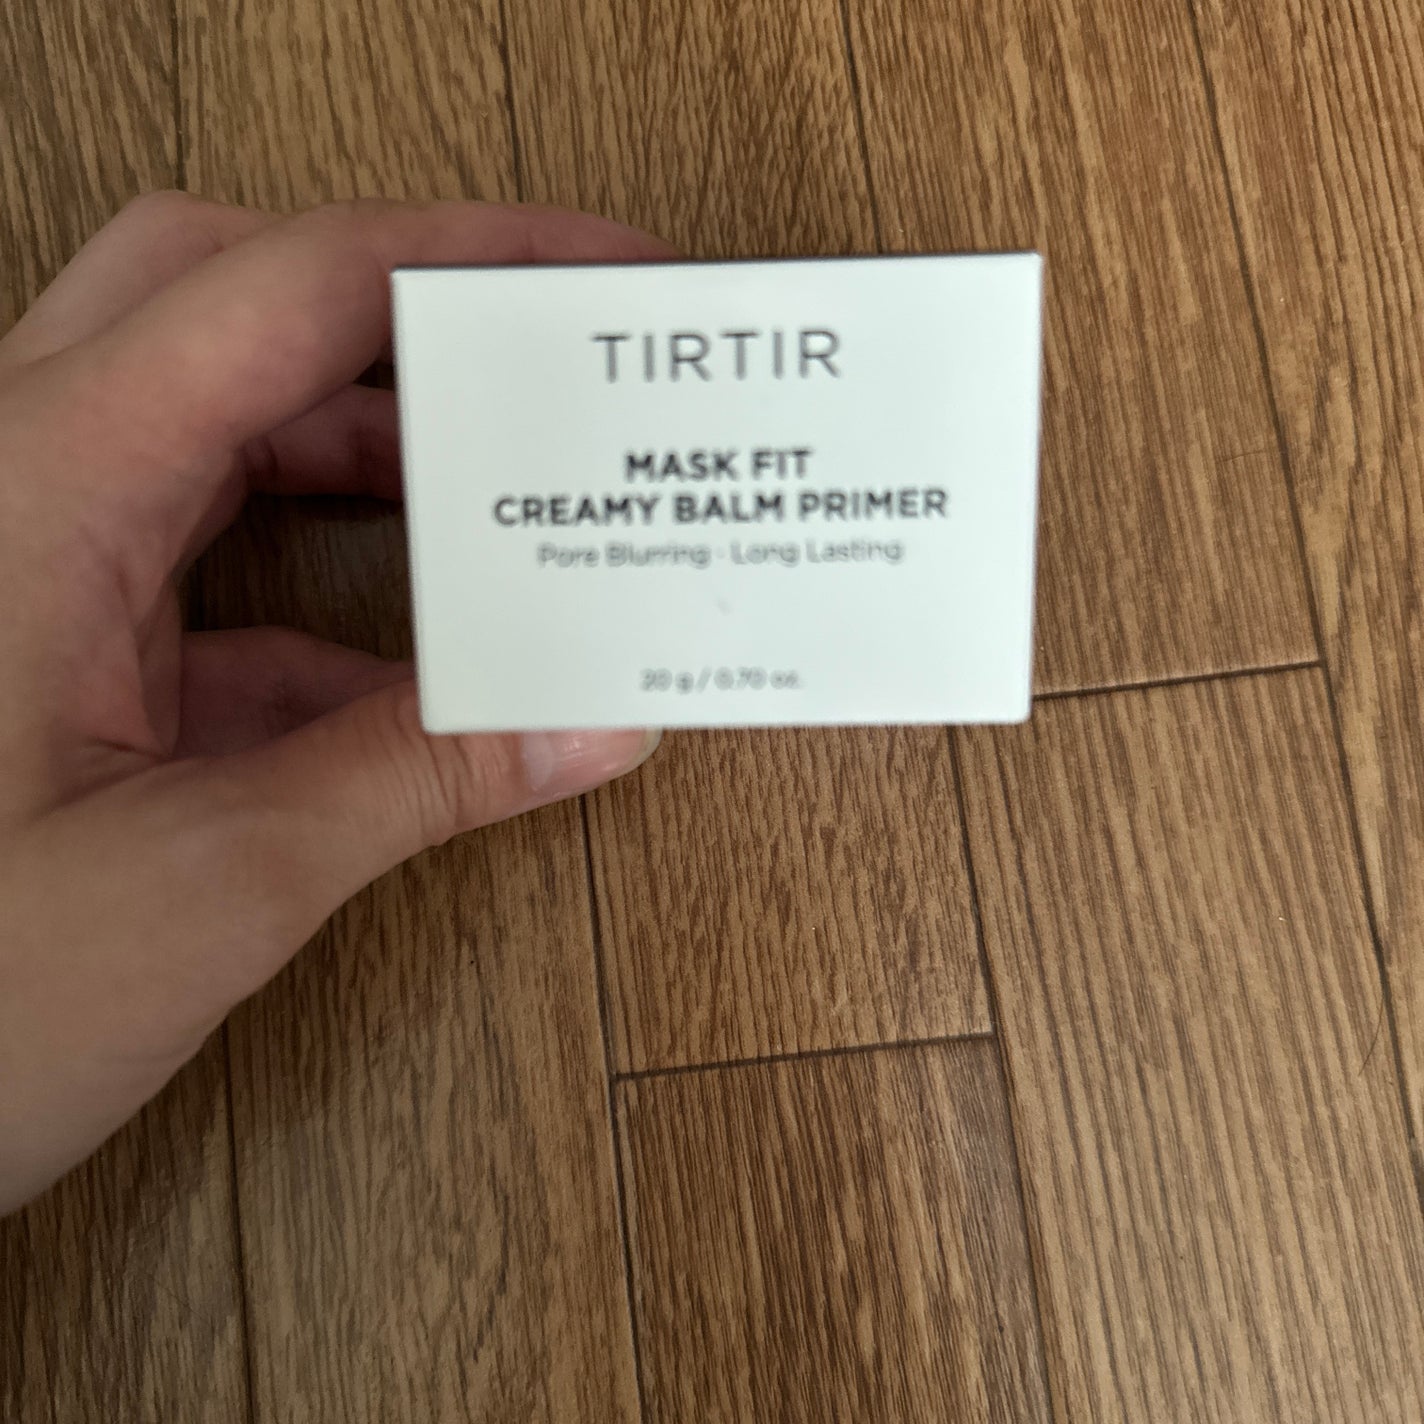 TIRTIR
MASK FIT
CREAMY BALM PRIMER
Pore Blurring · Long Lasting
20 g / 0.70 oz.